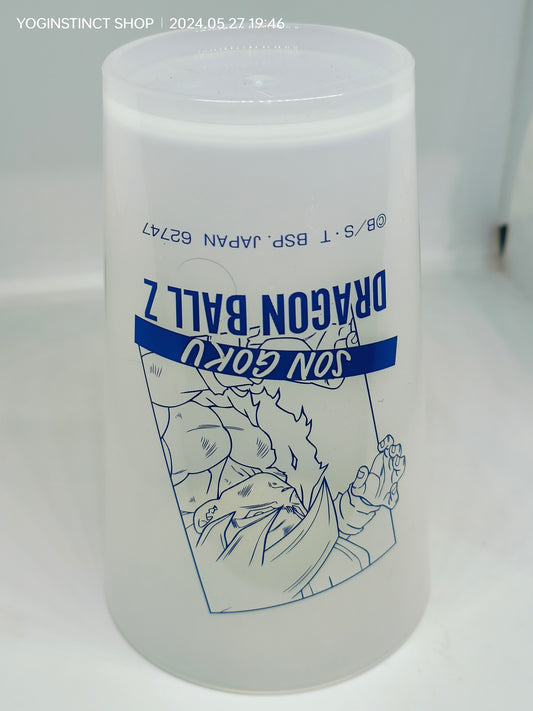 YOGINSTINCT SHOP | 2024.05.27 19:46
SON GOKU
DRAGON BALL Z
©B/S・T BSP.JAPAN 62747